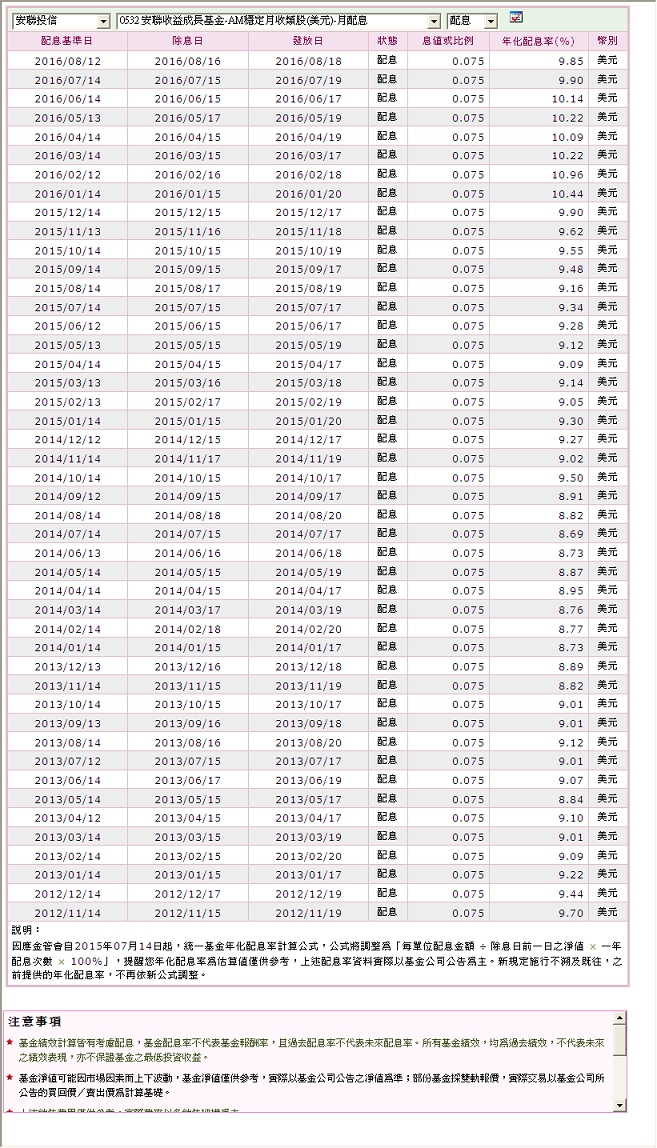 安聯投信 0532 安聯收益成長基金-AM穩定月收類股(美元)-月配息 配息
配息基準日 除息日 發放日 狀態 息值或比例 年化配息率(%) 幣別
2016/08/12 2016/08/16 2016/08/18 配息 0.075 9.85 美元
2016/07/14 2016/07/15 2016/07/19 配息 0.075 9.90 美元
2016/06/14 2016/06/15 2016/06/17 配息 0.075 10.14 美元
2016/05/13 2016/05/17 2016/05/19 配息 0.075 10.22 美元
2016/04/14 2016/04/15 2016/04/19 配息 0.075 10.09 美元
2016/03/14 2016/03/15 2016/03/17 配息 0.075 10.22 美元
2016/02/12 2016/02/16 2016/02/18 配息 0.075 10.96 美元
2016/01/14 2016/01/15 2016/01/20 配息 0.075 10.44 美元
2015/12/14 2015/12/15 2015/12/17 配息 0.075 9.90 美元
2015/11/13 2015/11/16 2015/11/18 配息 0.075 9.62 美元
2015/10/14 2015/10/15 2015/10/19 配息 0.075 9.55 美元
2015/09/14 2015/09/15 2015/09/17 配息 0.075 9.48 美元
2015/08/14 2015/08/17 2015/08/19 配息 0.075 9.16 美元
2015/07/14 2015/07/15 2015/07/17 配息 0.075 9.34 美元
2015/06/12 2015/06/15 2015/06/17 配息 0.075 9.28 美元
2015/05/13 2015/05/15 2015/05/19 配息 0.075 9.12 美元
2015/04/14 2015/04/15 2015/04/17 配息 0.075 9.09 美元
2015/03/13 2015/03/16 2015/03/18 配息 0.075 9.14 美元
2015/02/13 2015/02/17 2015/02/19 配息 0.075 9.05 美元
2015/01/14 2015/01/15 2015/01/20 配息 0.075 9.30 美元
2014/12/12 2014/12/15 2014/12/17 配息 0.075 9.27 美元
2014/11/14 2014/11/17 2014/11/19 配息 0.075 9.02 美元
2014/10/14 2014/10/15 2014/10/17 配息 0.075 9.50 美元
2014/09/12 2014/09/15 2014/09/17 配息 0.075 8.91 美元
2014/08/14 2014/08/18 2014/08/20 配息 0.075 8.82 美元
2014/07/14 2014/07/15 2014/07/17 配息 0.075 8.69 美元
2014/06/13 2014/06/16 2014/06/18 配息 0.075 8.73 美元
2014/05/14 2014/05/15 2014/05/19 配息 0.075 8.87 美元
2014/04/14 2014/04/15 2014/04/17 配息 0.075 8.95 美元
2014/03/14 2014/03/17 2014/03/19 配息 0.075 8.76 美元
2014/02/14 2014/02/18 2014/02/20 配息 0.075 8.77 美元
2014/01/14 2014/01/15 2014/01/17 配息 0.075 8.73 美元
2013/12/13 2013/12/16 2013/12/18 配息 0.075 8.89 美元
2013/11/14 2013/11/15 2013/11/19 配息 0.075 8.82 美元
2013/10/14 2013/10/15 2013/10/17 配息 0.075 9.01 美元
2013/09/13 2013/09/16 2013/09/18 配息 0.075 9.01 美元
2013/08/14 2013/08/16 2013/08/20 配息 0.075 9.12 美元
2013/07/12 2013/07/15 2013/07/17 配息 0.075 9.01 美元
2013/06/14 2013/06/17 2013/06/19 配息 0.075 9.07 美元
2013/05/14 2013/05/15 2013/05/17 配息 0.075 8.84 美元
2013/04/12 2013/04/15 2013/04/17 配息 0.075 9.10 美元
2013/03/14 2013/03/15 2013/03/19 配息 0.075 9.01 美元
2013/02/14 2013/02/15 2013/02/20 配息 0.075 9.09 美元
2013/01/14 2013/01/15 2013/01/17 配息 0.075 9.22 美元
2012/12/14 2012/12/17 2012/12/19 配息 0.075 9.44 美元
2012/11/14 2012/11/15 2012/11/19 配息 0.075 9.70 美元
說明：
因應金管會自2015年07月14日起，統一基金年化配息率計算公式，公式將調整為「每單位配息金額 ÷ 除息日前一日之淨值 × 一年
配息次數 × 100%」，提醒您年化配息率為估算值僅供參考，上述配息率資料實際以基金公司公告為主。新規定施行不溯及既往，之
前提供的年化配息率，不再依新公式調整。
注意事項
基金績效計算皆有考慮配息，基金配息率不代表基金報酬率，且過去配息率不代表未來配息率。所有基金績效，均為過去績效，不代表未來
之績效表現，亦不保證基金之最低投資收益。
基金淨值可能因市場因素而上下波動，基金淨值僅供參考，實際以基金公司公告之淨值為準；部份基金採雙軌報價，實際交易以基金公司所
公告的買回價／賣出價為計算基礎。